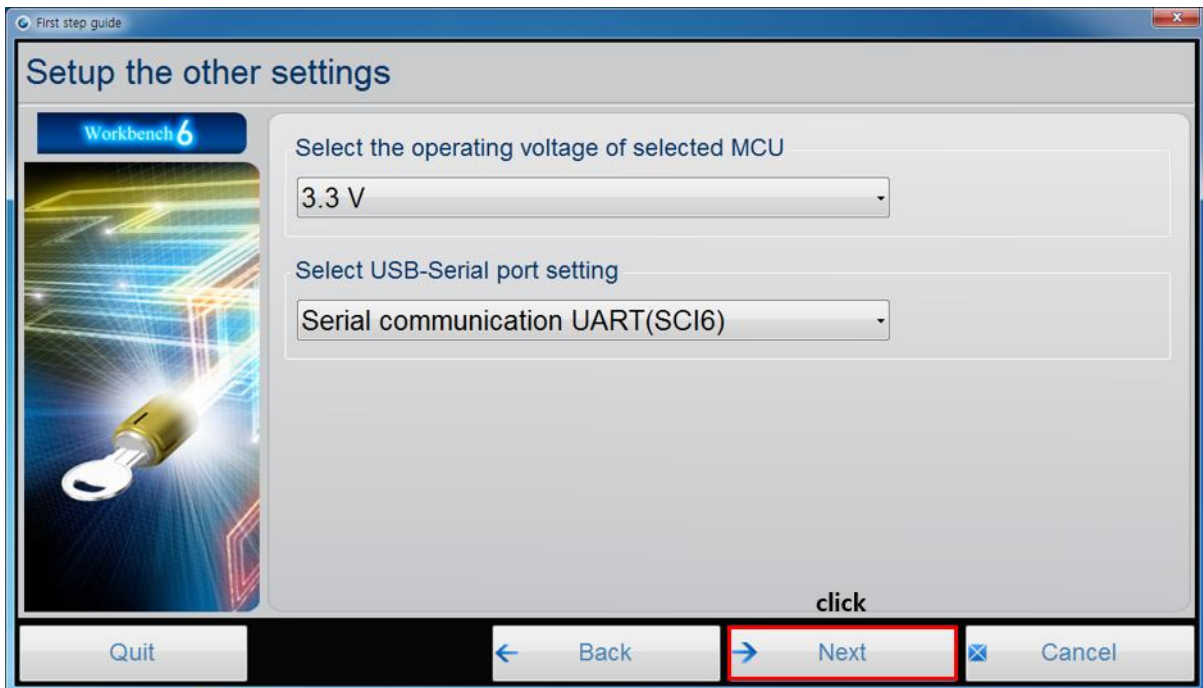 First step guide
Setup the other settings
Workbench 6
Select the operating voltage of selected MCU
3.3 V
Select USB-Serial port setting
Serial communication UART(SCI6)
click
Quit
Back
Next
Cancel